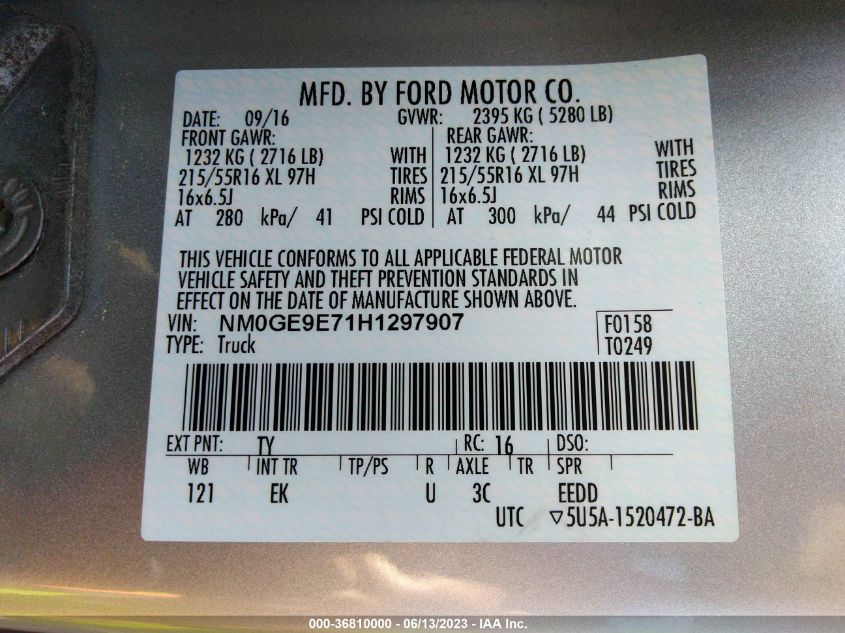 MFD. BY FORD MOTOR CO.
DATE: 09/16 GVWR: 2395 KG ( 5280 LB)
FRONT GAWR: REAR GAWR:
1232 KG ( 2716 LB) WITH 1232 KG ( 2716 LB) WITH
215/55R16 XL 97H TIRES 215/55R16 XL 97H TIRES
16x6.5J RIMS 16x6.5J RIMS
AT 280 kPa/ 41 PSI COLD AT 300 kPa/ 44 PSI COLD
THIS VEHICLE CONFORMS TO ALL APPLICABLE FEDERAL MOTOR
VEHICLE SAFETY AND THEFT PREVENTION STANDARDS IN
EFFECT ON THE DATE OF MANUFACTURE SHOWN ABOVE.
VIN: NM0GE9E71H1297907 F0158
TYPE: Truck T0249
EXT PNT: TY RC: 16 DSO:
WB INT TR TP/PS R AXLE TR SPR
121 EK U 3C EEDD
UTC ▽5U5A-1520472-BA
000-36810000 - 06/13/2023 - IAA Inc.